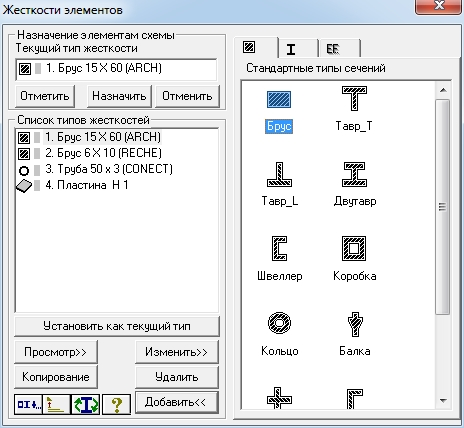 Жесткости элементов
Назначение элементам схемы
Текущий тип жесткости
1. Брус 15 X 60 (ARCH)
Отметить
Назначить
Отменить
Список типов жесткостей
1. Брус 15 X 60 (ARCH)
2. Брус 6 X 10 (RECHE)
3. Труба 50 x 3 (CONECT)
4. Пластина H 1
Установить как текущий тип
Просмотр>>
Изменить>>
Копирование
Удалить
Добавить<<
Стандартные типы сечений
Брус
Тавр_T
Тавр_L
Двутавр
Швеллер
Коробка
Кольцо
Балка